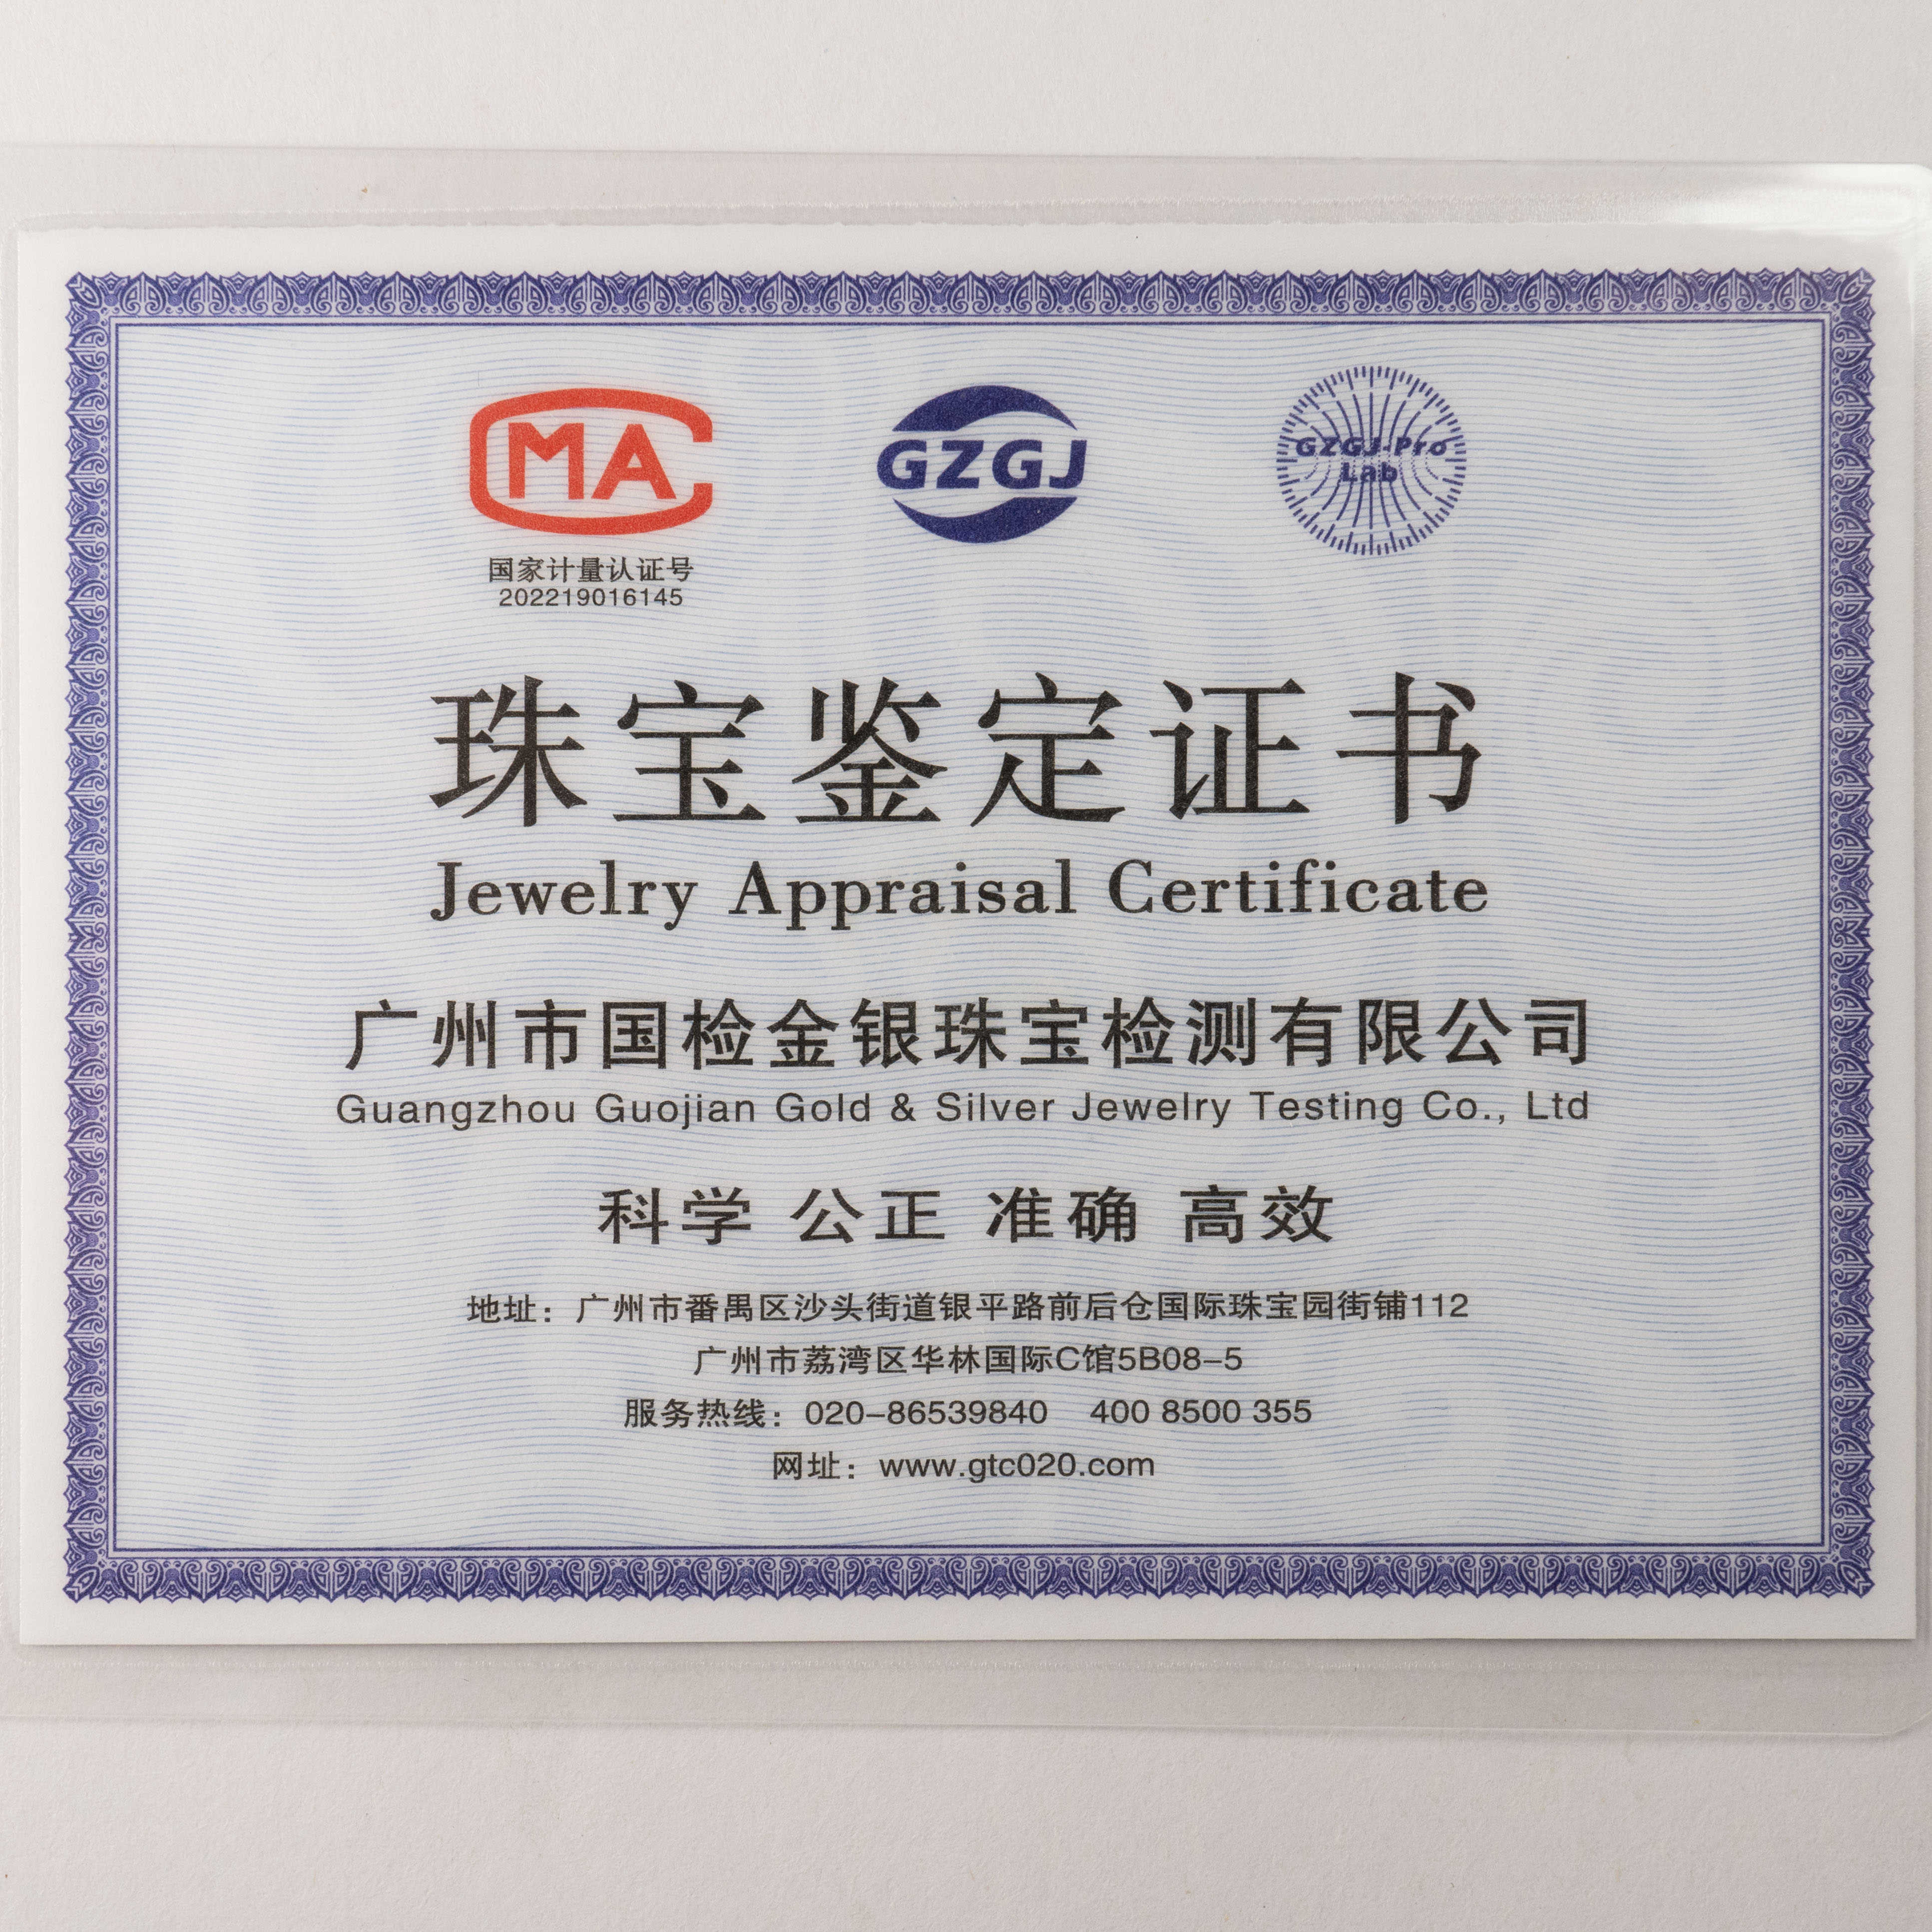 CMA
GZGJ
GZGJ-Pro
Lab
国家计量认证号
202219016145
珠宝鉴定证书
Jewelry Appraisal Certificate
广州市国检金银珠宝检测有限公司
Guangzhou Guojian Gold & Silver Jewelry Testing Co., Ltd
科学 公正 准确 高效
地址：广州市番禺区沙头街道银平路前后仓国际珠宝园街铺112
广州市荔湾区华林国际C馆5B08-5
服务热线：020-86539840 400 8500 355
网址：www.gtc020.com